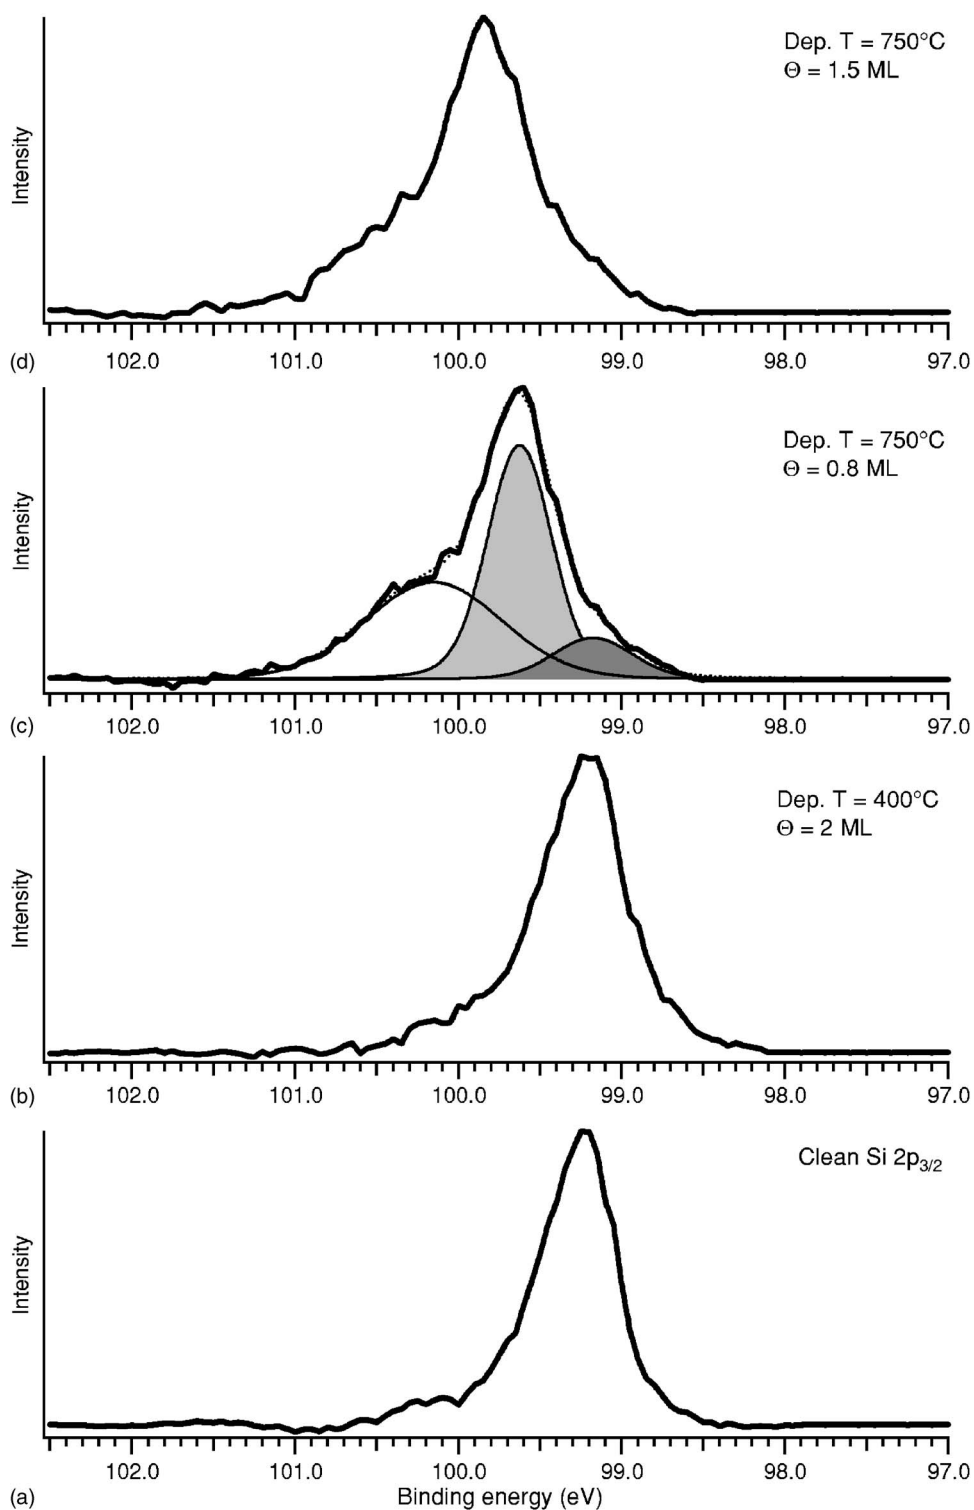 Dep. T = 750°C
Θ = 1.5 ML
Intensity
102.0 101.0 100.0 99.0 98.0 97.0
(d)
Dep. T = 750°C
Θ = 0.8 ML
Intensity
102.0 101.0 100.0 99.0 98.0 97.0
(c)
Dep. T = 400°C
Θ = 2 ML
Intensity
102.0 101.0 100.0 99.0 98.0 97.0
(b)
Clean Si 2p3/2
Intensity
102.0 101.0 100.0 99.0 98.0 97.0
(a)
Binding energy (eV)